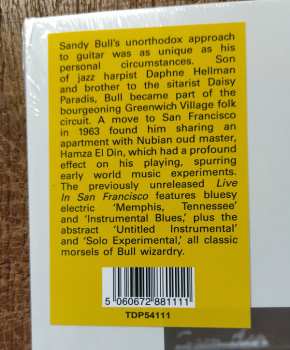 Sandy Bull's unorthodox approach
to guitar was as unique as his
personal circumstances. Son
of jazz harpist Daphne Hellman
and brother to the sitarist Daisy
Paradis, Bull became part of the
bourgeoning Greenwich Village folk
circuit. A move to San Francisco
in 1963 found him sharing an
apartment with Nubian oud master,
Hamza El Din, which had a profound
effect on his playing, spurring
early world music experiments.
The previously unreleased Live
In San Francisco features bluesy
electric 'Memphis, Tennessee'
and 'Instrumental Blues,' plus the
abstract 'Untitled Instrumental'
and 'Solo Experimental,' all classic
morsels of Bull wizardry.
5 060672 881111
TDP54111